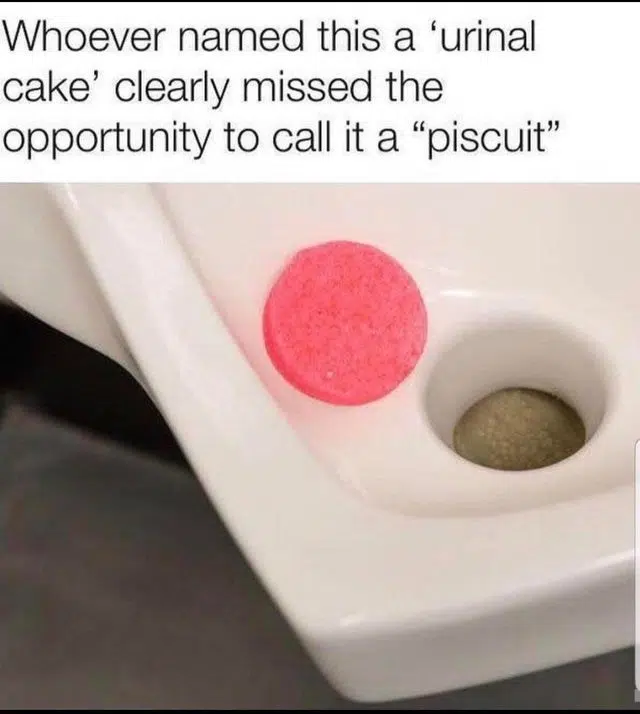 Whoever named this a ‘urinal
cake’ clearly missed the
opportunity to call it a “piscuit”